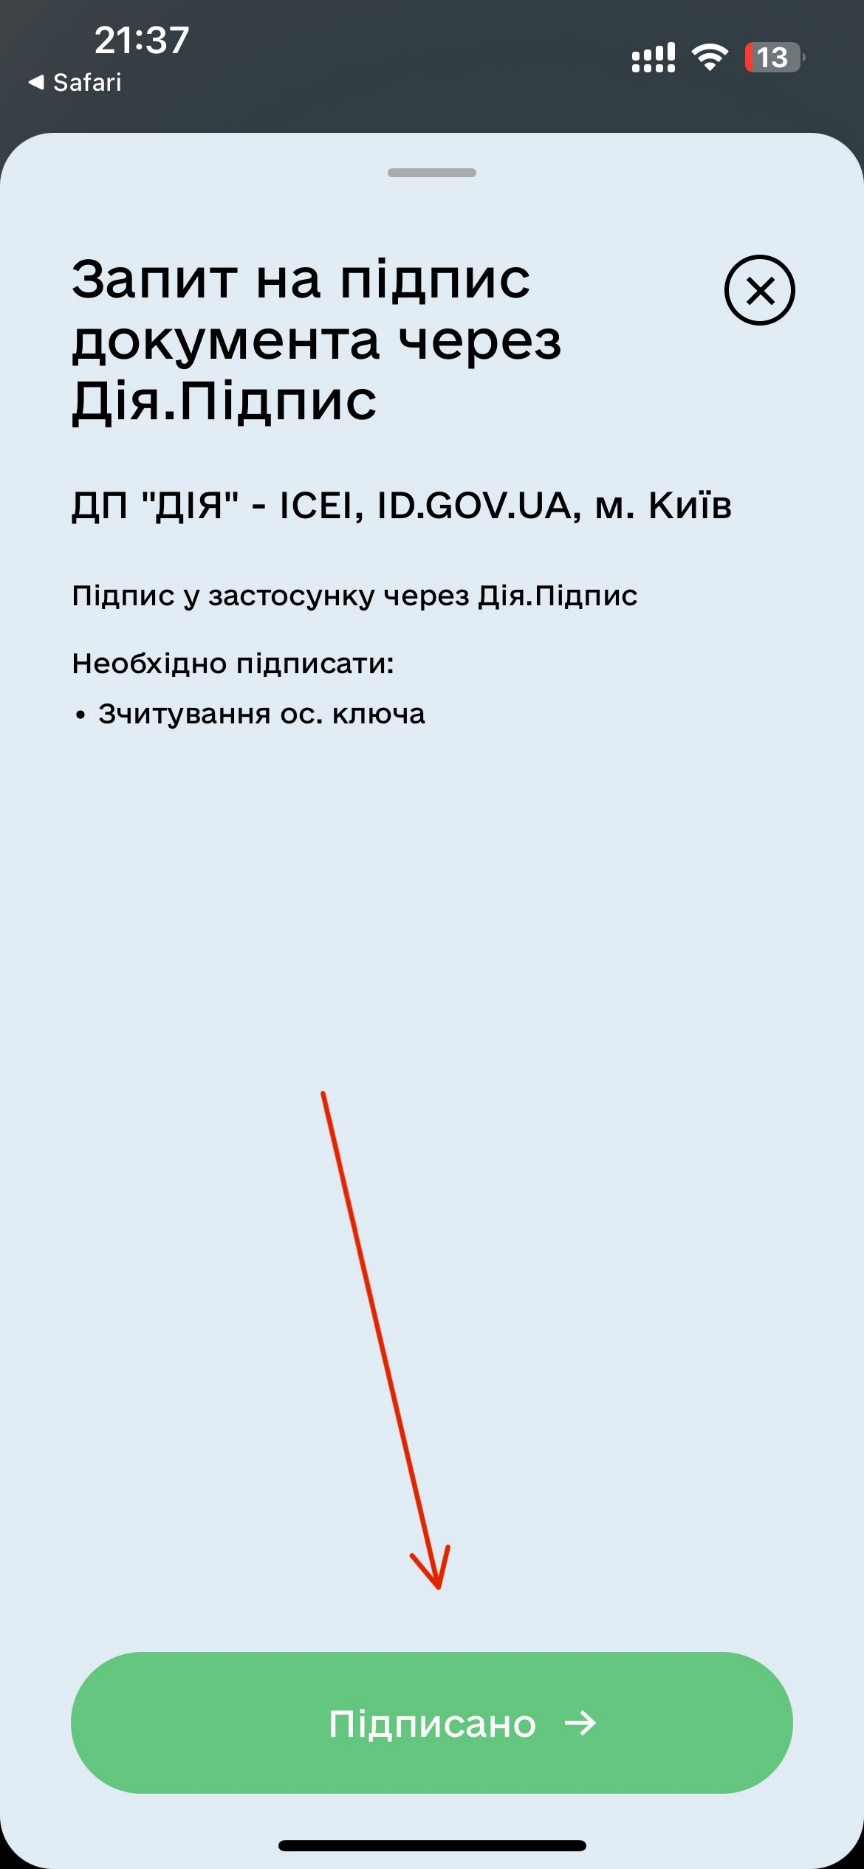 21:37
Safari
13
Запит на підпис
документа через
Дія.Підпис
ДП "ДІЯ" - ІСЕІ, ID.GOV.UA, м. Київ
Підпис у застосунку через Дія.Підпис
Необхідно підписати:
• Зчитування ос. ключа
Підписано →